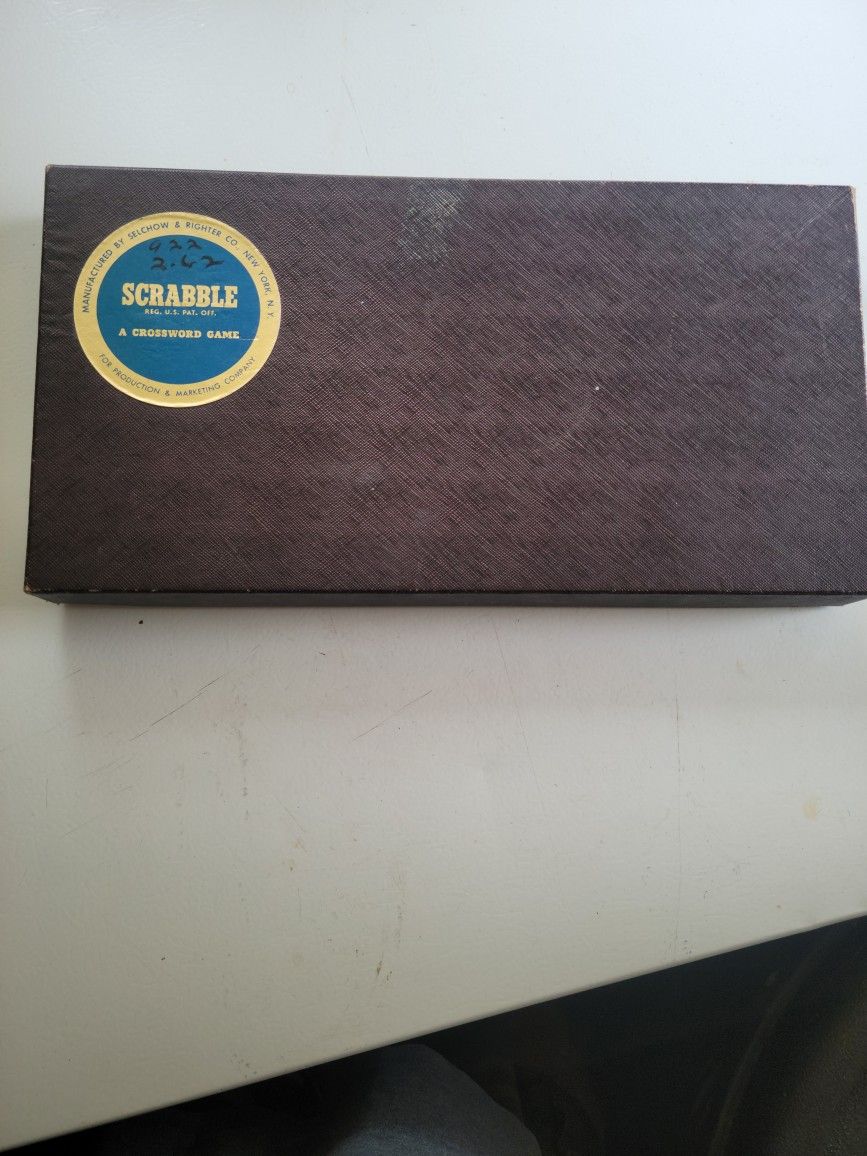 MANUFACTURED BY SELCHOW & RIGHTER CO., NEW YORK, N.Y.
922
2.62
SCRABBLE
REG. U.S. PAT. OFF.
A CROSSWORD GAME
FOR PRODUCTION & MARKETING COMPANY